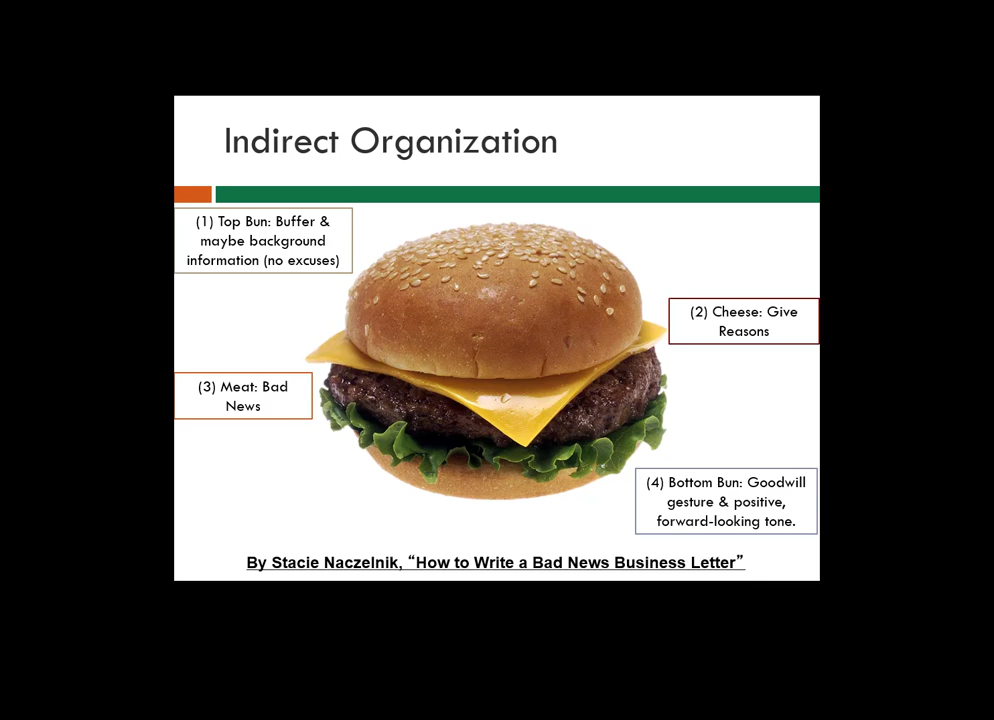 Indirect Organization
(1) Top Bun: Buffer &
maybe background
information (no excuses)
(2) Cheese: Give
Reasons
(3) Meat: Bad
News
(4) Bottom Bun: Goodwill
gesture & positive,
forward-looking tone.
By Stacie Naczelnik, “How to Write a Bad News Business Letter”